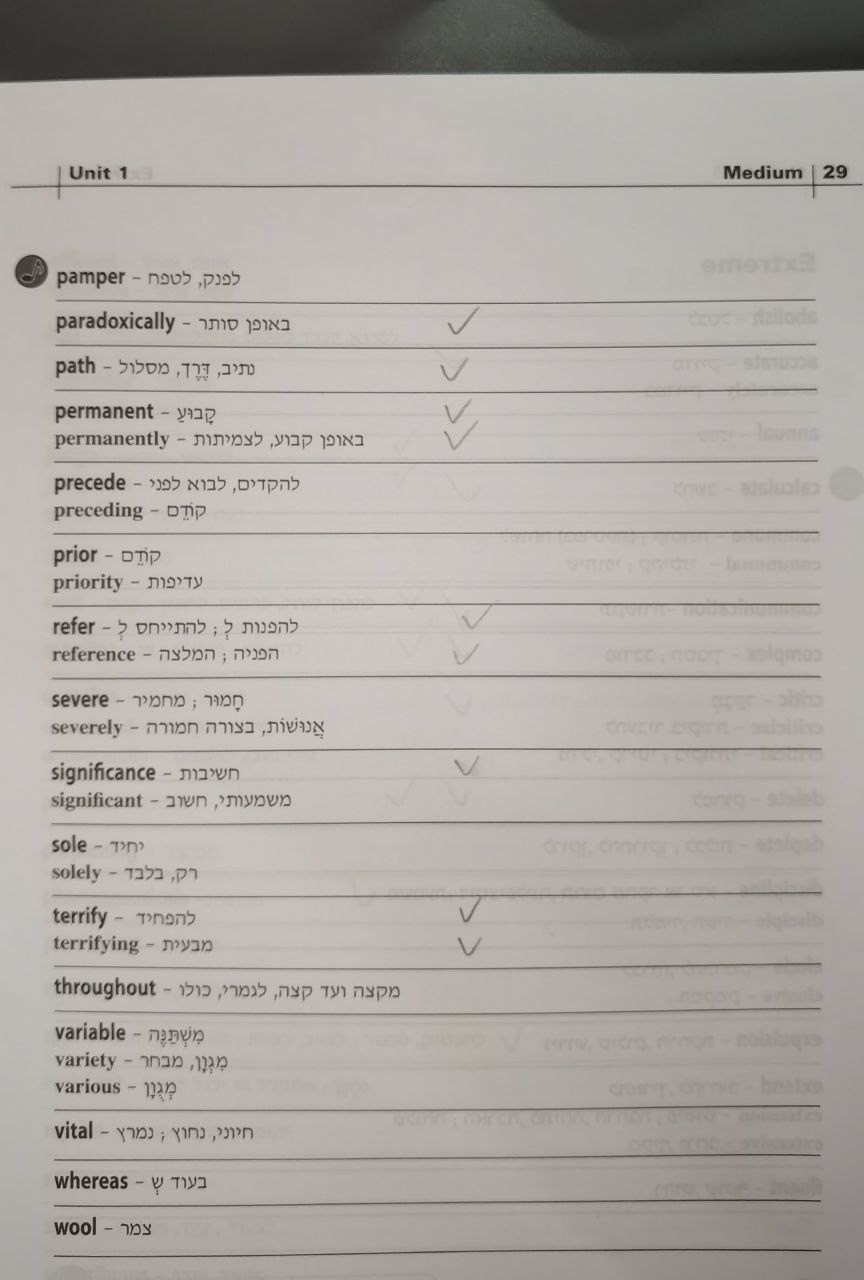 Unit 1
Medium 29
pamper – לפנק, לטפח
paradoxically – באופן סותר
path – נתיב, דֶּרֶךְ, מסלול
permanent – קָבוּעַ
permanently – באופן קבוע, לצמיתות
precede – להקדים, לבוא לפני
preceding – קוֹדֵם
prior – קוֹדֵם
priority – עדיפות
refer – להפנות לְ ; להתייחס לְ
reference – הפניה ; המלצה
severe – חָמוּר ; מחמיר
severely – אֲנוּשׁוֹת, בצורה חמורה
significance – חשיבות
significant – משמעותי, חשוב
sole – יחיד
solely – רק, בלבד
terrify – להפחיד
terrifying – מבעית
throughout – מקצה ועד קצה, לגמרי, כולו
variable – מִשְׁתַּנֶּה
variety – מִגְוָן, מבחר
various – מְגֻוָּן
vital – חיוני, נחוץ ; נמרץ
whereas – בעוד שְׁ
wool – צמר